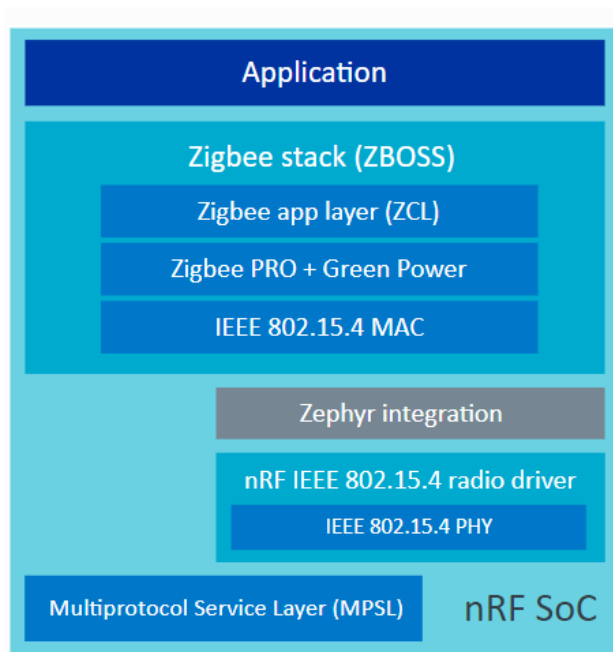 Application
Zigbee stack (ZBOSS)
Zigbee app layer (ZCL)
Zigbee PRO + Green Power
IEEE 802.15.4 MAC
Zephyr integration
nRF IEEE 802.15.4 radio driver
IEEE 802.15.4 PHY
Multiprotocol Service Layer (MPSL)
nRF SoC